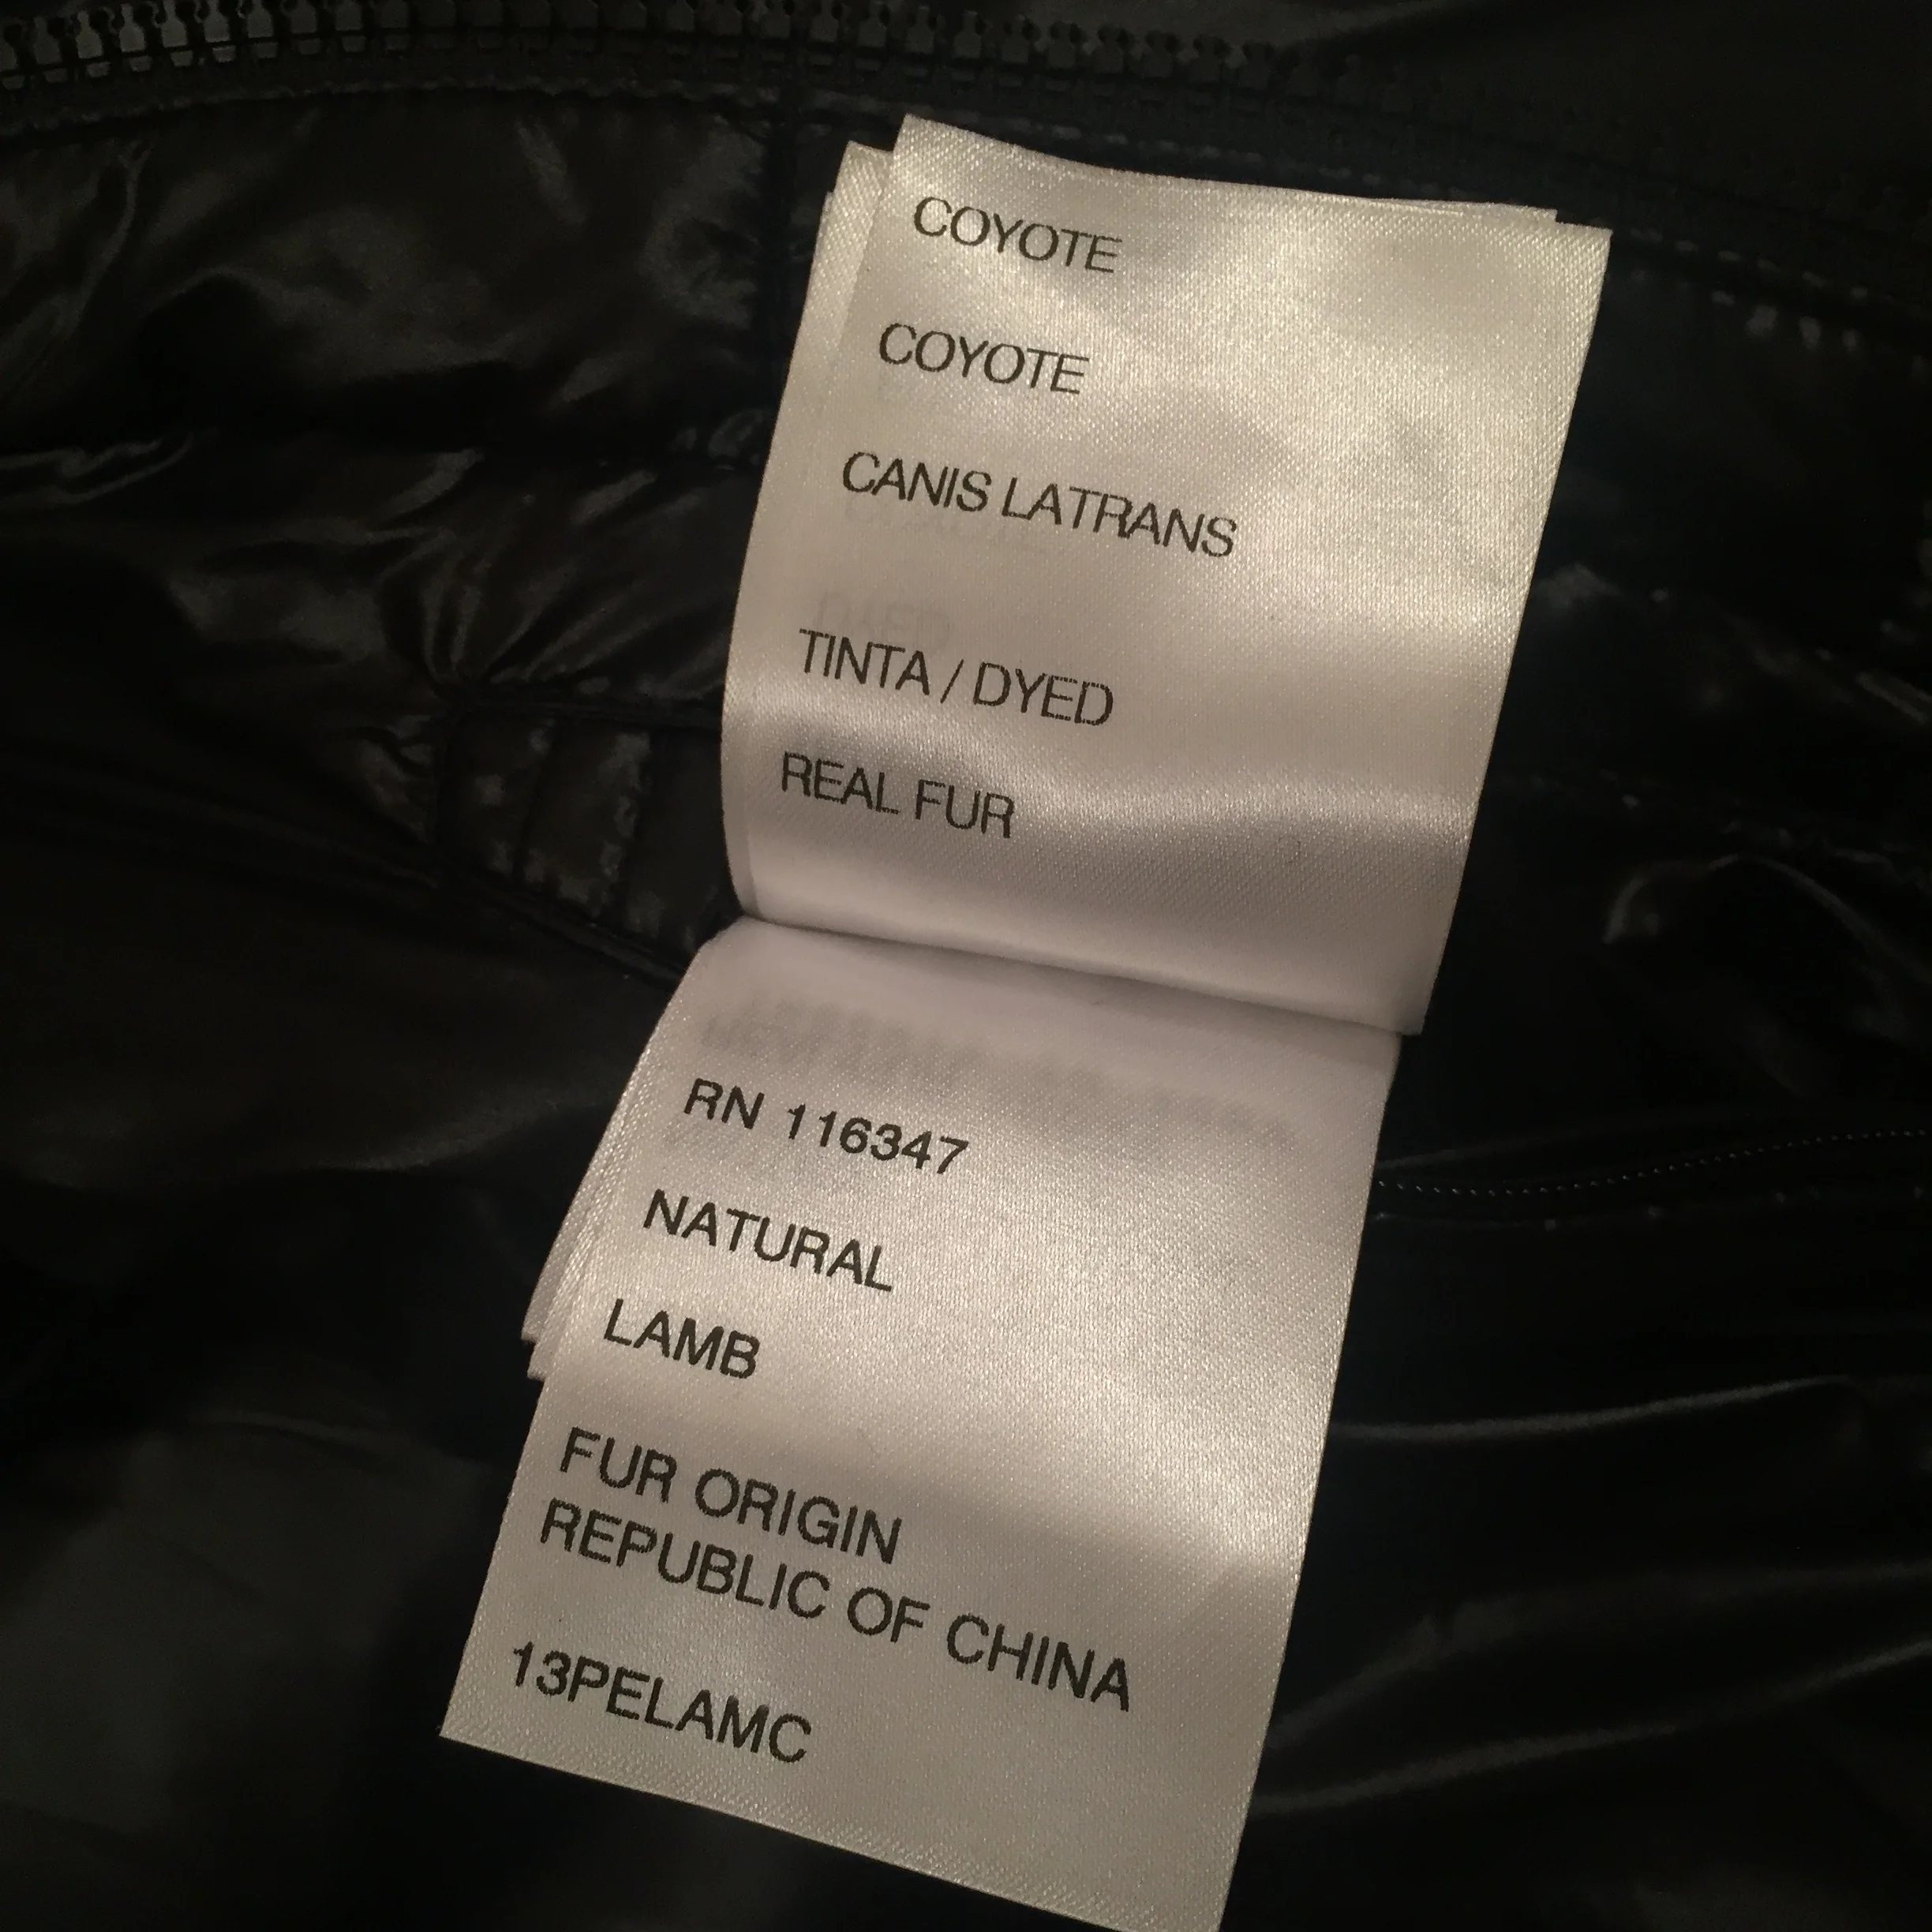 COYOTE
COYOTE
CANIS LATRANS
TINTA / DYED
REAL FUR
RN 116347
NATURAL
LAMB
FUR ORIGIN
REPUBLIC OF CHINA
13PELAMC